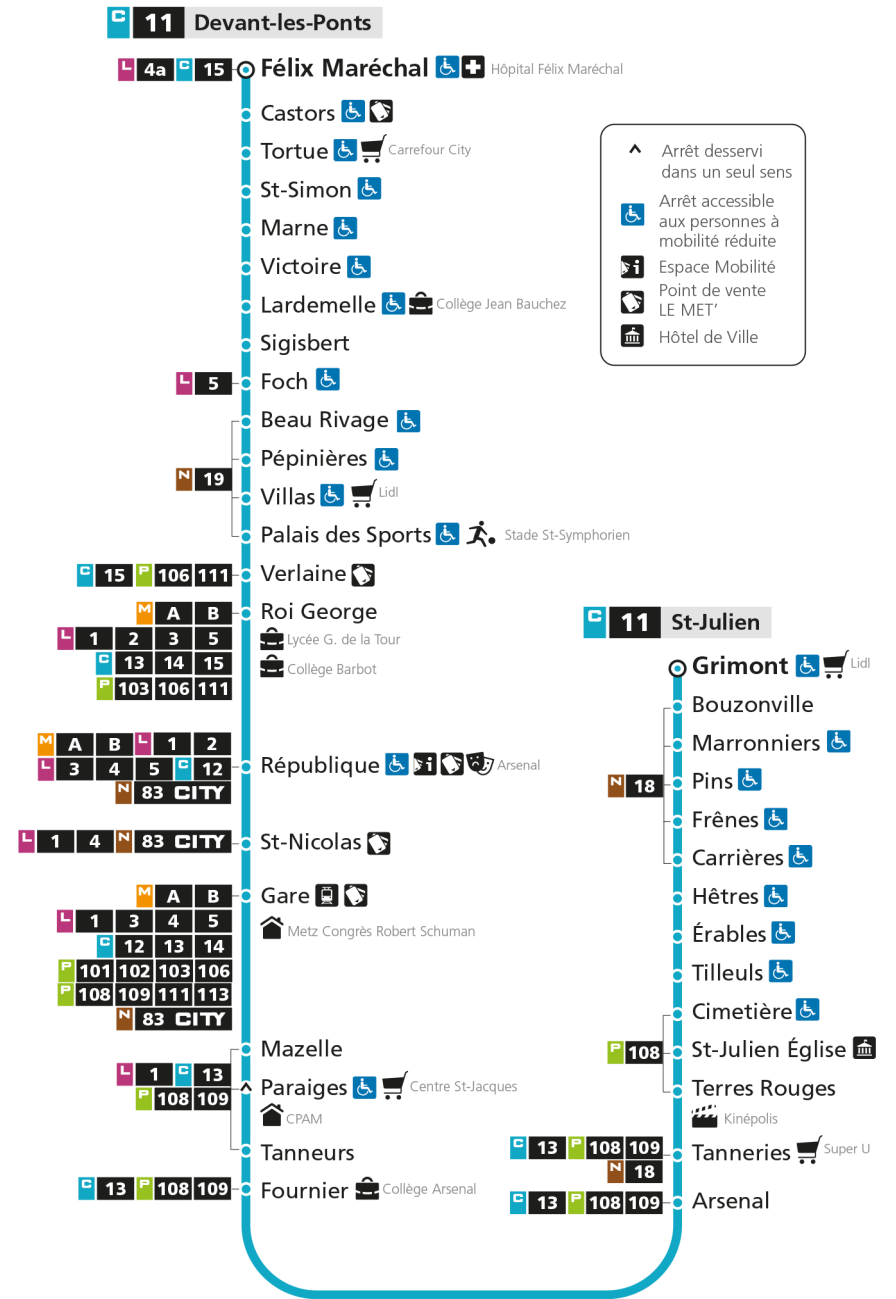 C 11 Devant-les-Ponts
L 4a C 15 Félix Maréchal Hôpital Félix Maréchal
Castors
Tortue Carrefour City
St-Simon
Marne
Victoire
Lardemelle Collège Jean Bauchez
Sigisbert
L 5 Foch
Beau Rivage
Pépinières
N 19
Villas Lidl
Palais des Sports Stade St-Symphorien
C 15 P 106 111 Verlaine
M A B Roi George
L 1 2 3 5 Lycée G. de la Tour
C 13 14 15 Collège Barbot
P 103 106 111
M A B L 1 2
L 3 4 5 C 12 République Arsenal
N 83 CITY
L 1 4 N 83 CITY St-Nicolas
M A B Gare
L 1 3 4 5 Metz Congrès Robert Schuman
C 12 13 14
P 101 102 103 106
P 108 109 111 113
N 83 CITY
Mazelle
L 1 C 13 Paraiges Centre St-Jacques
P 108 109
CPAM
Tanneurs
C 13 P 108 109 Fournier Collège Arsenal
^ Arrêt desservi
dans un seul sens
Arrêt accessible
aux personnes à
mobilité réduite
i Espace Mobilité
Point de vente
LE MET'
Hôtel de Ville
C 11 St-Julien
Grimont Lidl
Bouzonville
Marronniers
N 18 Pins
Frênes
Carrières
Hêtres
Érables
Tilleuls
Cimetière
P 108 St-Julien Église
Terres Rouges
Kinépolis
C 13 P 108 109 Tanneries Super U
N 18
C 13 P 108 109 Arsenal